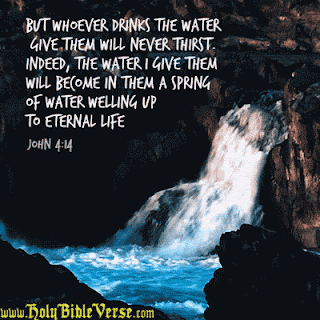 BUT WHOEVER DRINKS THE WATER
GIVE THEM WILL NEVER THIRST.
INDEED, THE WATER I GIVE THEM
WILL BECOME IN THEM A SPRING
OF WATER WELLING UP
TO ETERNAL LIFE
JOHN 4:14
www.HolyBibleVerse.com